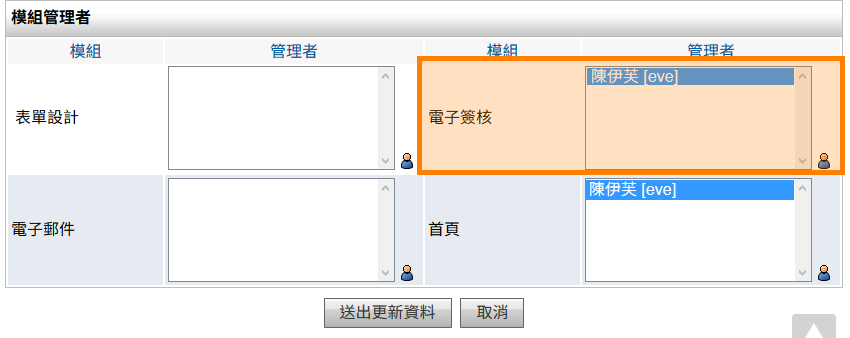 模組管理者
模組 管理者 模組 管理者
陳伊芙 [eve]
表單設計 電子簽核
陳伊芙 [eve]
電子郵件 首頁
送出更新資料 取消